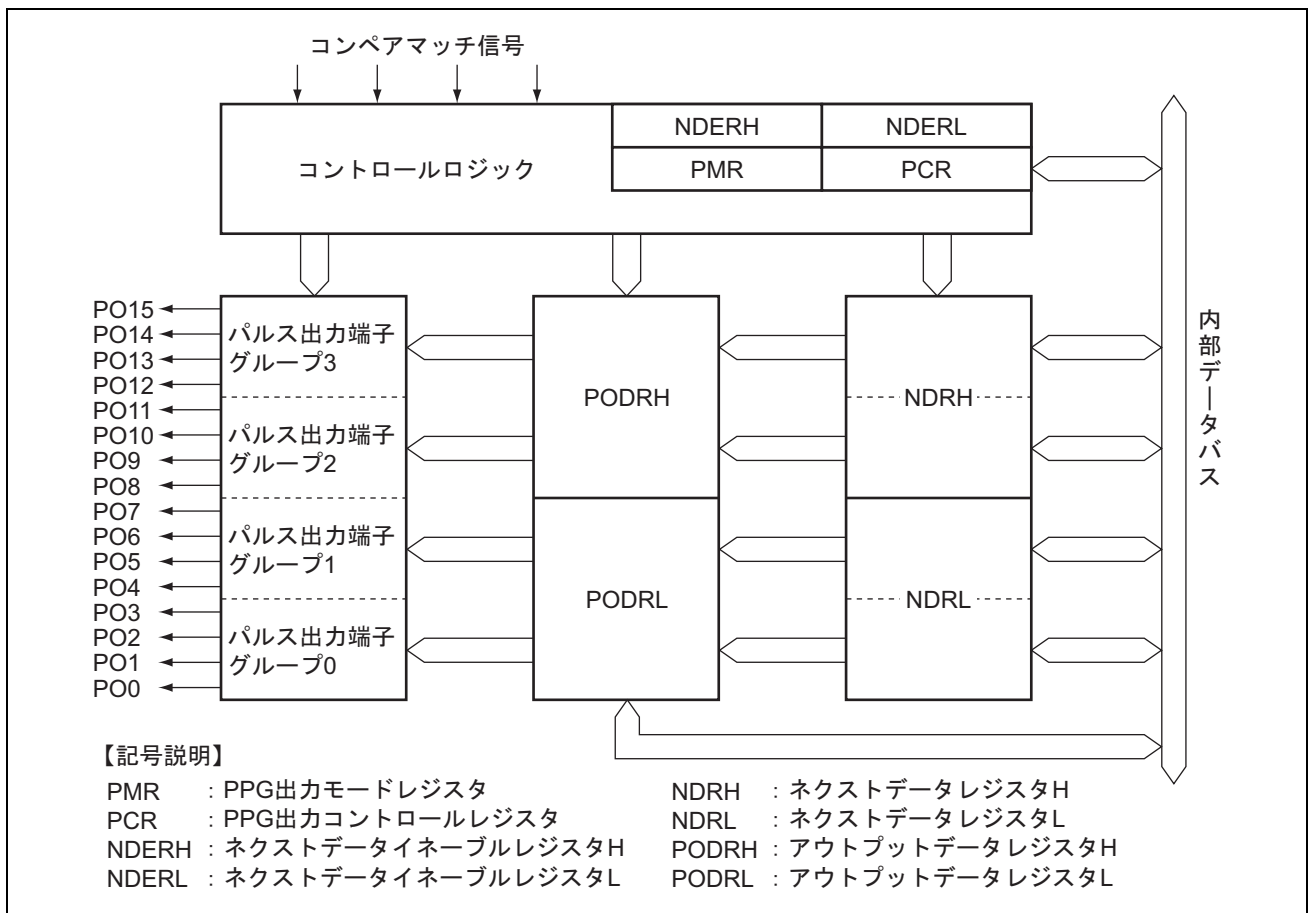 コンペアマッチ信号
コントロールロジック
NDERH
NDERL
PMR
PCR
PO15
PO14
PO13
PO12
PO11
PO10
PO9
PO8
PO7
PO6
PO5
PO4
PO3
PO2
PO1
PO0
パルス出力端子
グループ3
パルス出力端子
グループ2
パルス出力端子
グループ1
パルス出力端子
グループ0
PODRH
PODRL
NDRH
NDRL
内部データバス
【記号説明】
PMR : PPG出力モードレジスタ
PCR : PPG出力コントロールレジスタ
NDERH : ネクストデータイネーブルレジスタH
NDERL : ネクストデータイネーブルレジスタL
NDRH : ネクストデータレジスタH
NDRL : ネクストデータレジスタL
PODRH : アウトプットデータレジスタH
PODRL : アウトプットデータレジスタL